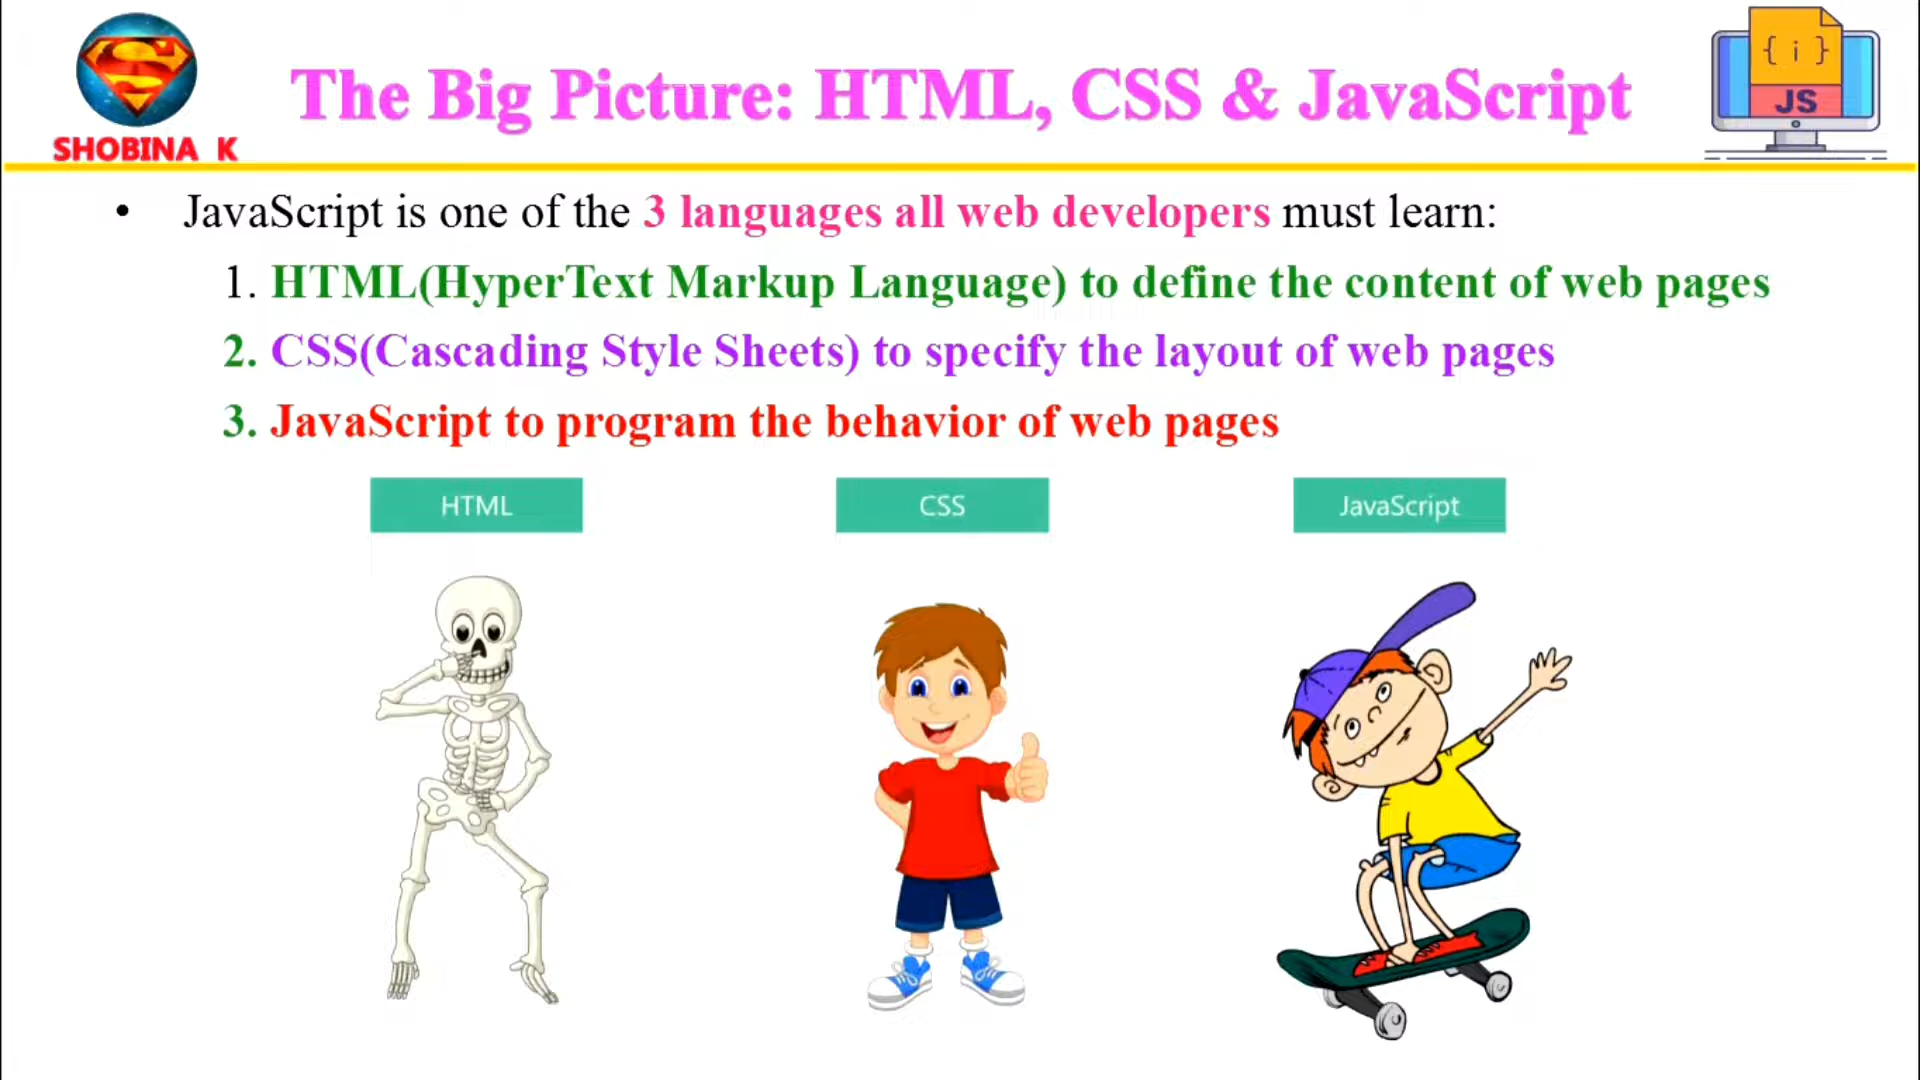 The Big Picture: HTML, CSS & JavaScript
SHOBINA K
{ i }
JS
• JavaScript is one of the 3 languages all web developers must learn:
1. HTML(HyperText Markup Language) to define the content of web pages
2. CSS(Cascading Style Sheets) to specify the layout of web pages
3. JavaScript to program the behavior of web pages
HTML
CSS
JavaScript